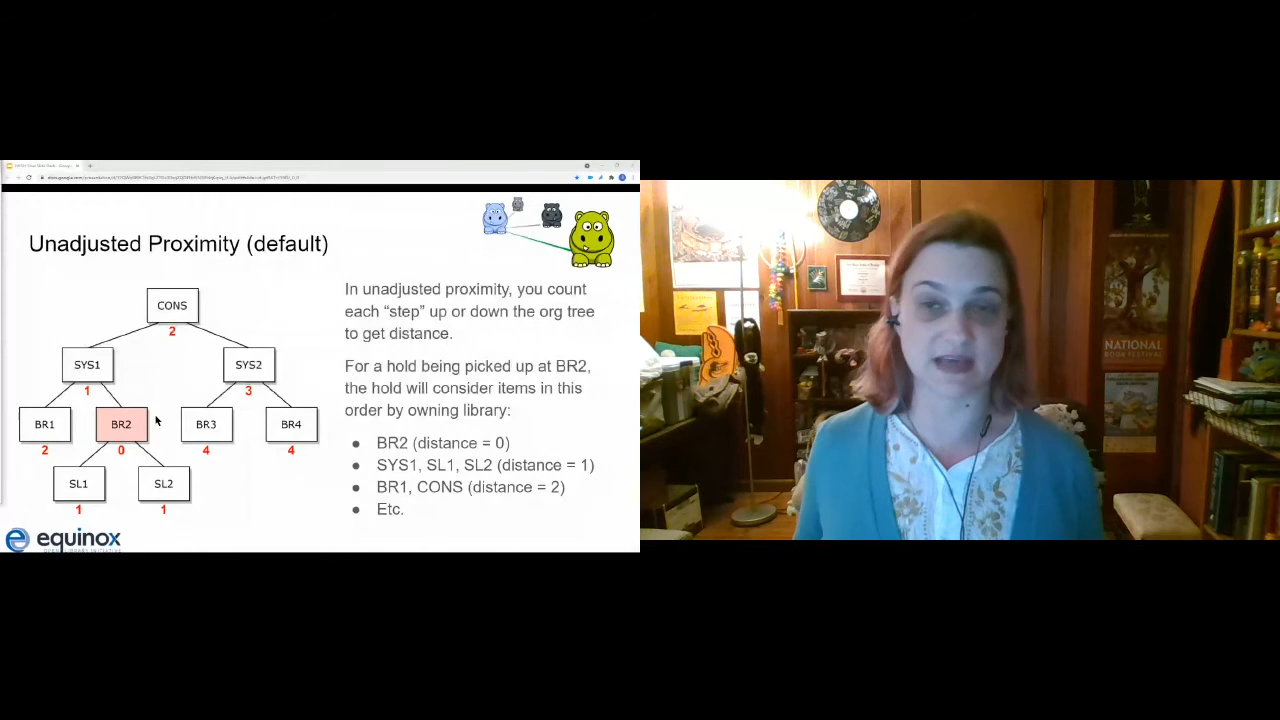 Unadjusted Proximity (default)
CONS
2
SYS1
SYS2
1
3
BR1
BR2
BR3
BR4
2
0
4
4
SL1
SL2
1
1
In unadjusted proximity, you count
each “step” up or down the org tree
to get distance.
For a hold being picked up at BR2,
the hold will consider items in this
order by owning library:
● BR2 (distance = 0)
● SYS1, SL1, SL2 (distance = 1)
● BR1, CONS (distance = 2)
● Etc.
equinox
OPEN LIBRARY INITIATIVE
NATIONAL
BOOK FESTIVAL